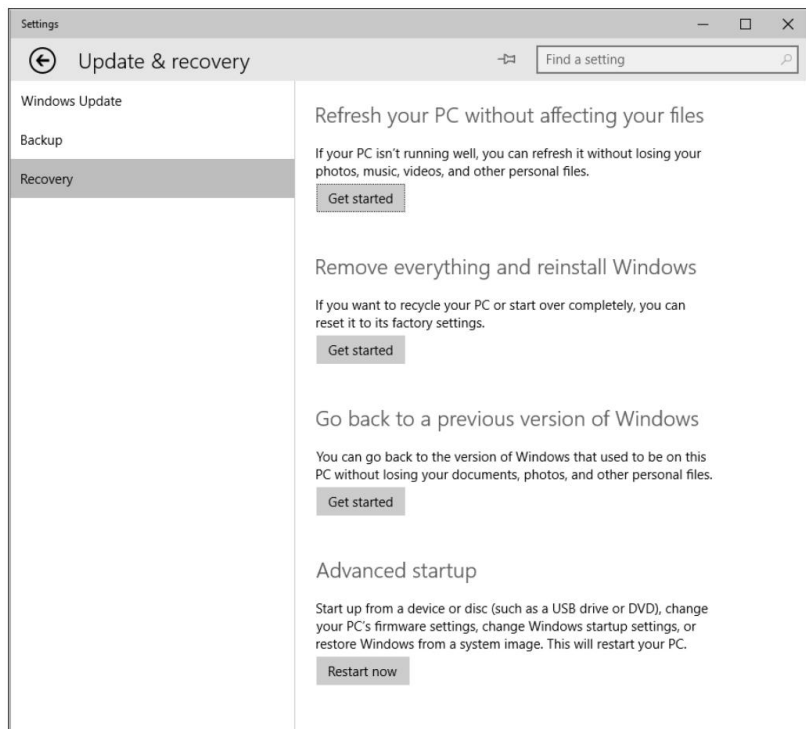 Settings
Update & recovery
Find a setting
Windows Update
Backup
Recovery
Refresh your PC without affecting your files
If your PC isn't running well, you can refresh it without losing your
photos, music, videos, and other personal files.
Get started
Remove everything and reinstall Windows
If you want to recycle your PC or start over completely, you can
reset it to its factory settings.
Get started
Go back to a previous version of Windows
You can go back to the version of Windows that used to be on this
PC without losing your documents, photos, and other personal files.
Get started
Advanced startup
Start up from a device or disc (such as a USB drive or DVD), change
your PC's firmware settings, change Windows startup settings, or
restore Windows from a system image. This will restart your PC.
Restart now